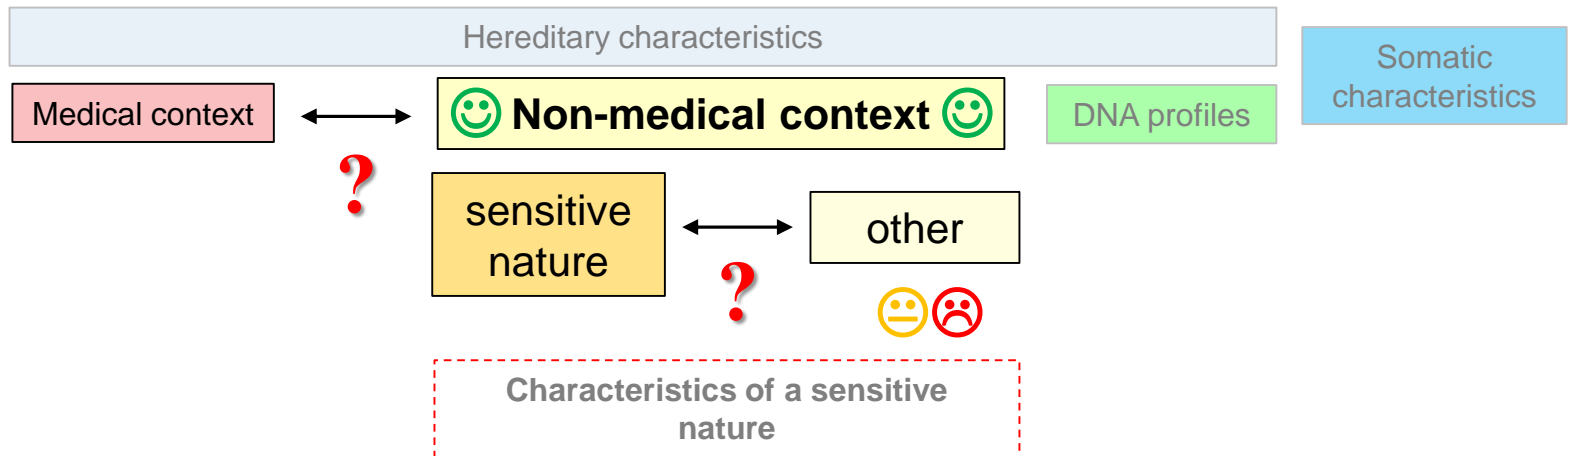 Hereditary characteristics
Somatic
characteristics
Medical context
Non-medical context
DNA profiles
?
sensitive
nature
other
?
Characteristics of a sensitive
nature